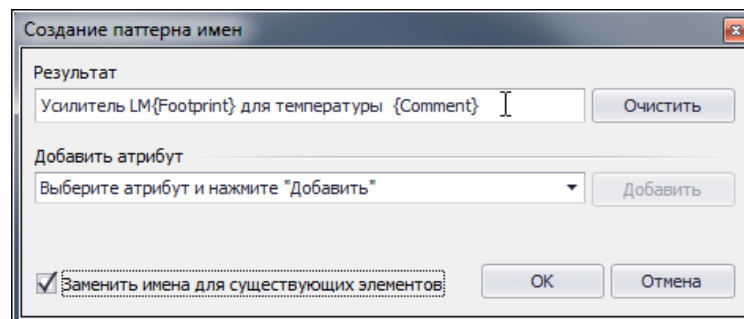 Создание паттерна имен
Результат
Усилитель LM{Footprint} для температуры  {Comment}
Очистить
Добавить атрибут
Выберите атрибут и нажмите "Добавить"
Добавить
Заменить имена для существующих элементов
OK
Отмена